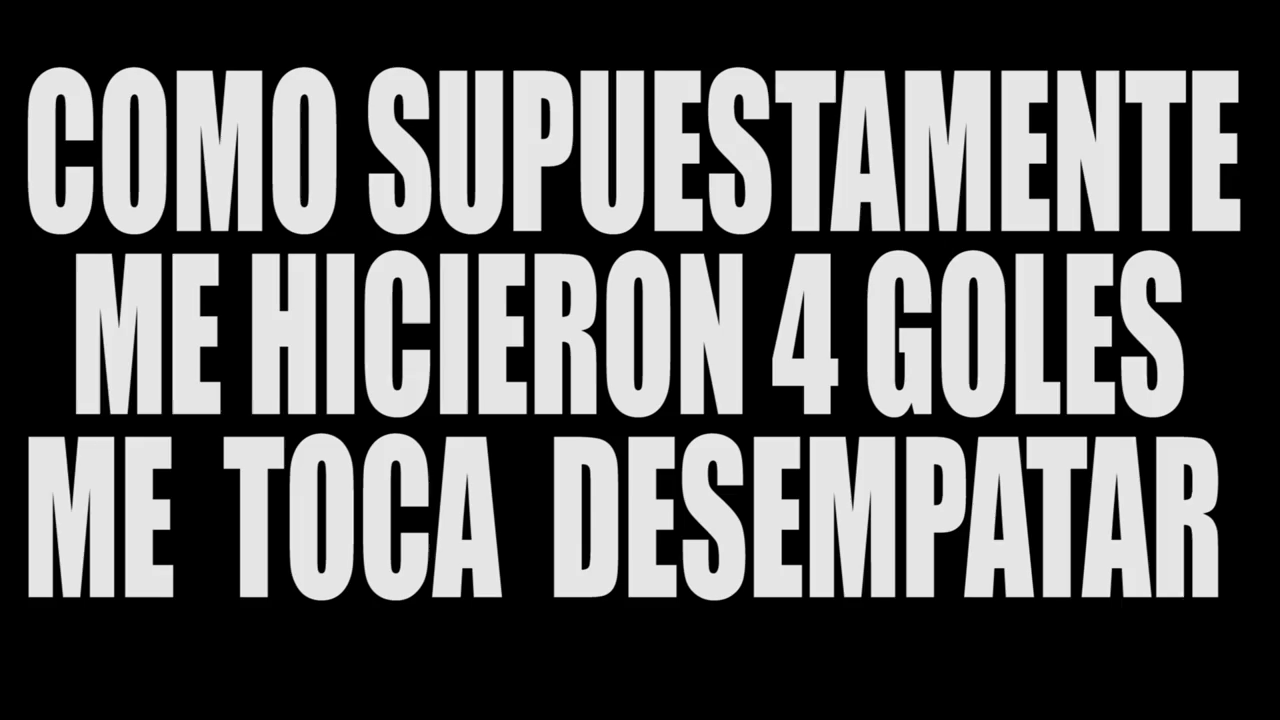 COMO SUPUESTAMENTE
ME HICIERON 4 GOLES
ME TOCA DESEMPATAR